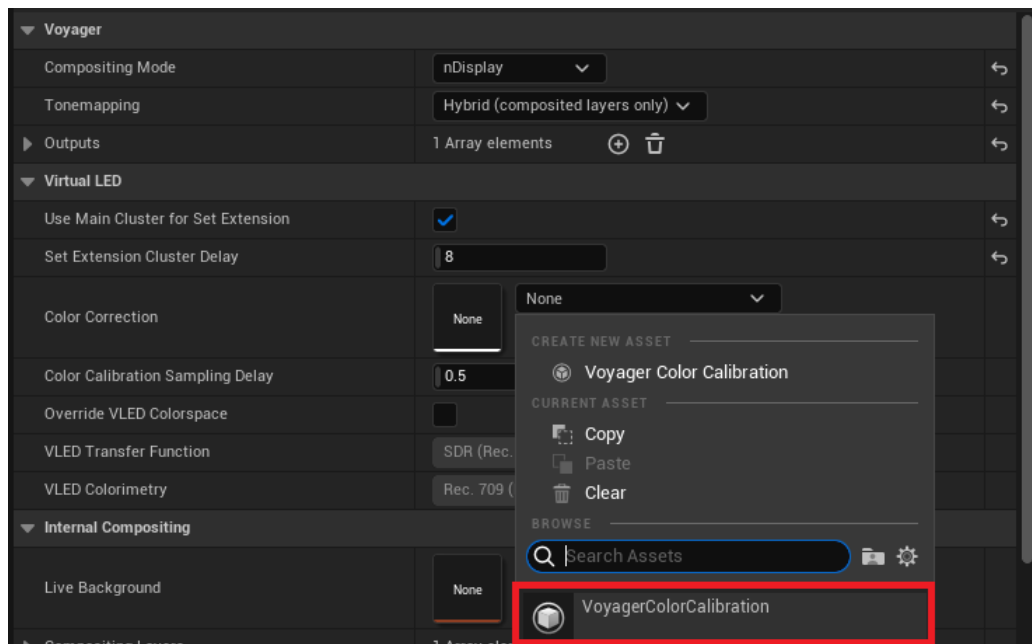 Voyager
Compositing Mode
nDisplay
Tonemapping
Hybrid (composited layers only)
Outputs
1 Array elements
Virtual LED
Use Main Cluster for Set Extension
Set Extension Cluster Delay
8
Color Correction
None
None
CREATE NEW ASSET
Voyager Color Calibration
Color Calibration Sampling Delay
0.5
CURRENT ASSET
Override VLED Colorspace
Copy
VLED Transfer Function
SDR (Rec.
Paste
VLED Colorimetry
Rec. 709 (
Clear
Internal Compositing
BROWSE
Search Assets
Live Background
None
VoyagerColorCalibration